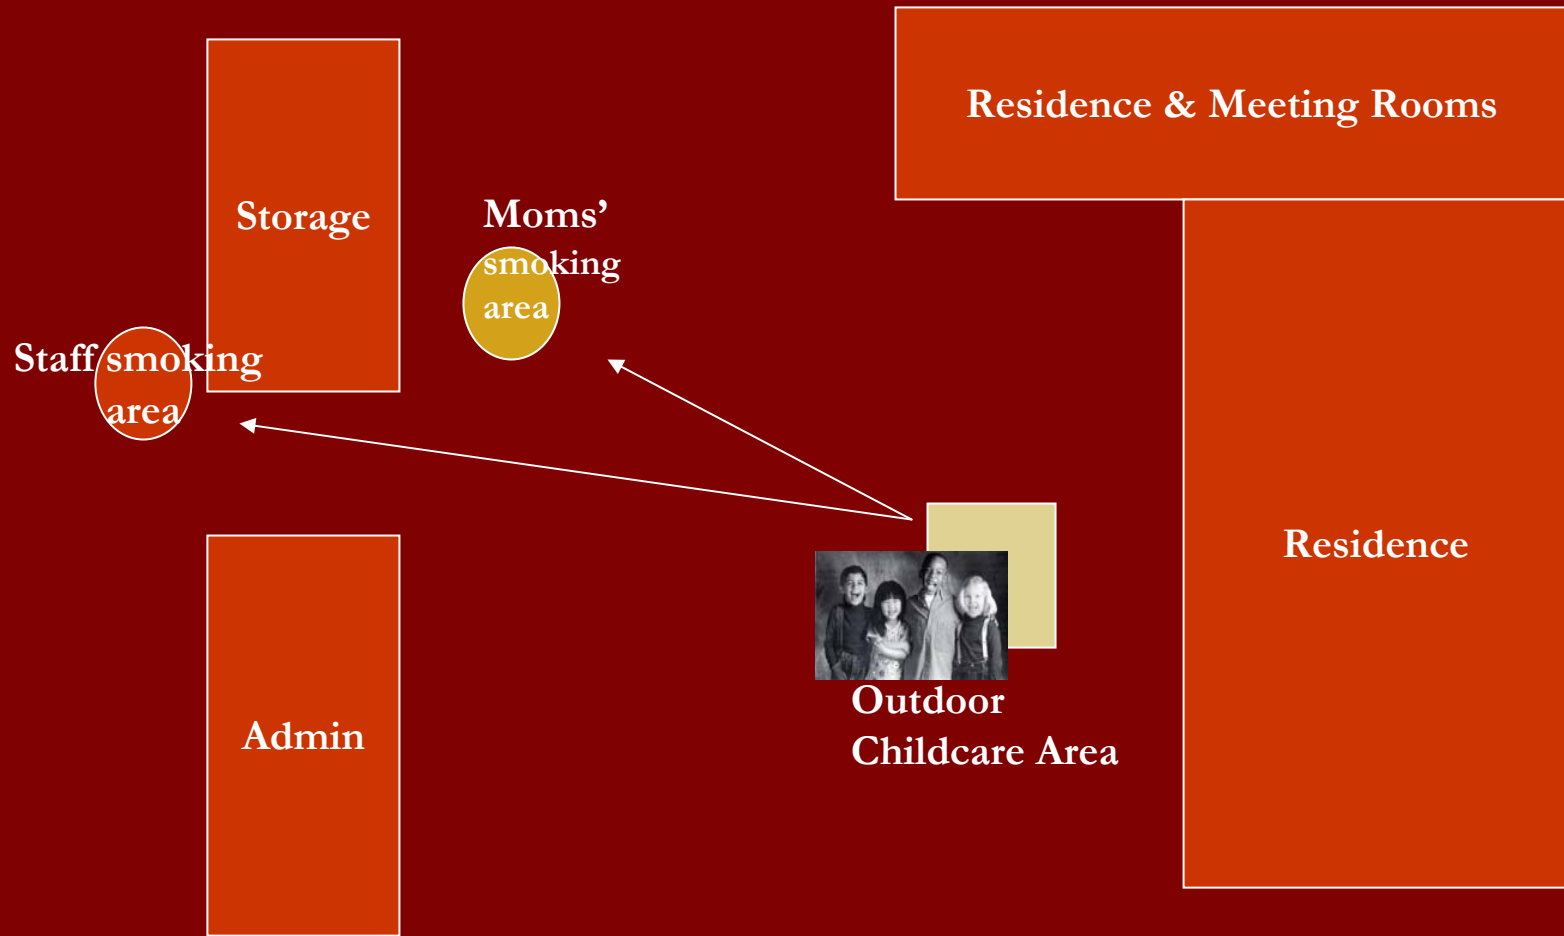 Residence & Meeting Rooms
Storage
Moms’
smoking
area
Staff smoking
area
Residence
Admin
Outdoor
Childcare Area